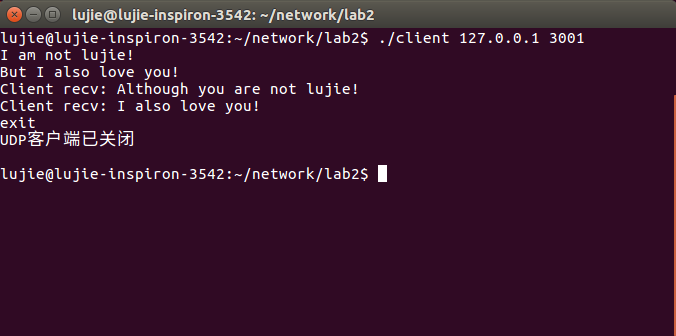 lujie@lujie-inspiron-3542: ~/network/lab2
lujie@lujie-inspiron-3542:~/network/lab2$ ./client 127.0.0.1 3001
I am not lujie!
But I also love you!
Client recv: Although you are not lujie!
Client recv: I also love you!
exit
UDP客户端已关闭
lujie@lujie-inspiron-3542:~/network/lab2$